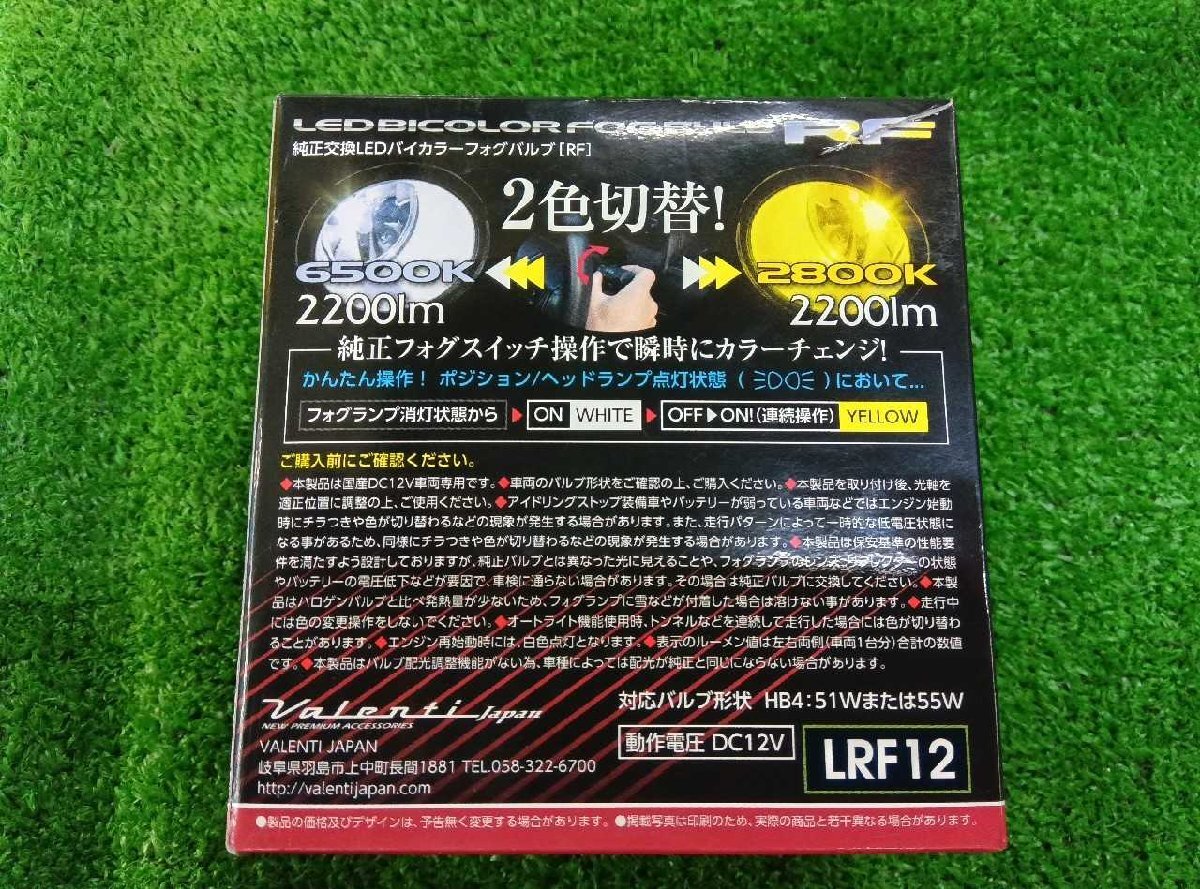 LED BICOLOR FOG BULB RF
純正交換LEDバイカラーフォグバルブ[RF]
2色切替!
6500K
2200lm
2800K
2200lm
純正フォグスイッチ操作で瞬時にカラーチェンジ!
かんたん操作! ポジション/ヘッドランプ点灯状態 ( )において...
フォグランプ消灯状態から ▶ ON WHITE ▶ OFF▶ON!(連続操作) YELLOW
ご購入前にご確認ください。
◆本製品は国産DC12V車両専用です。◆車両のバルブ形状をご確認の上、ご購入ください。◆本製品を取り付け後、光軸を
適正位置に調整の上、ご使用ください。◆アイドリングストップ装備車やバッテリーが弱っている車両などではエンジン始動
時にチラつきや色が切り替わるなどの現象が発生する場合があります。また、走行パターンによって一時的な低電圧状態に
なる事があるため、同様にチラつきや色が切り替わるなどの現象が発生する場合があります。◆本製品は保安基準の性能要
件を満たすよう設計しておりますが、純正バルブとは異なった光に見えることや、フォグランプのレンズ・リフレクターの状態
やバッテリーの電圧低下などが要因で、車検に通らない場合があります。その場合は純正バルブに交換してください。◆本製
品はハロゲンバルブと比べ発熱量が少ないため、フォグランプに雪などが付着した場合は溶けない事があります。◆走行中
には色の変更操作をしないでください。◆オートライト機能使用時、トンネルなどを連続して走行した場合には色が切り替わ
ることがあります。◆エンジン再始動時には、白色点灯となります。◆表示のルーメン値は左右両側(車両1台分)合計の数値
です。◆本製品はバルブ配光調整機能がない為、車種によっては配光が純正と同じにならない場合があります。
Valenti Japan
NEW PREMIUM ACCESSORIES
対応バルブ形状 HB4:51Wまたは55W
VALENTI JAPAN
岐阜県羽島市上中町長間1881 TEL.058-322-6700
http://valentijapan.com
動作電圧 DC12V
LRF12
●製品の価格及びデザインは、予告無く変更する場合があります。●掲載写真は印刷のため、実際の商品と若干異なる場合があります。